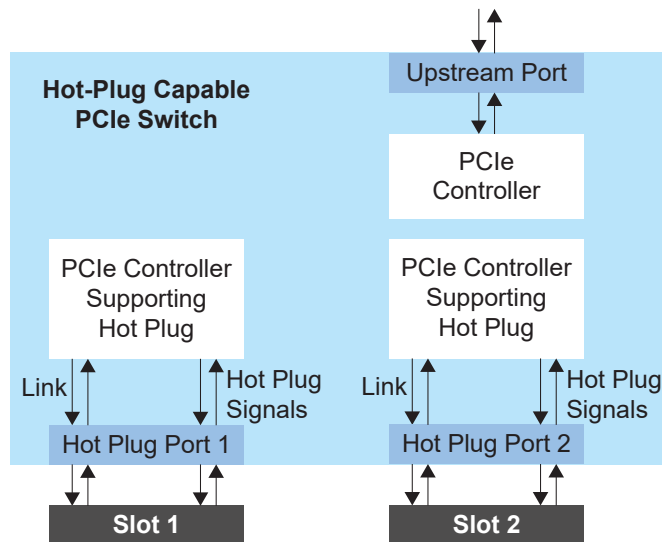 Upstream Port
Hot-Plug Capable
PCIe Switch
PCIe
Controller
PCIe Controller
Supporting
Hot Plug
PCIe Controller
Supporting
Hot Plug
Link
Hot Plug
Signals
Link
Hot Plug
Signals
Hot Plug Port 1
Hot Plug Port 2
Slot 1
Slot 2